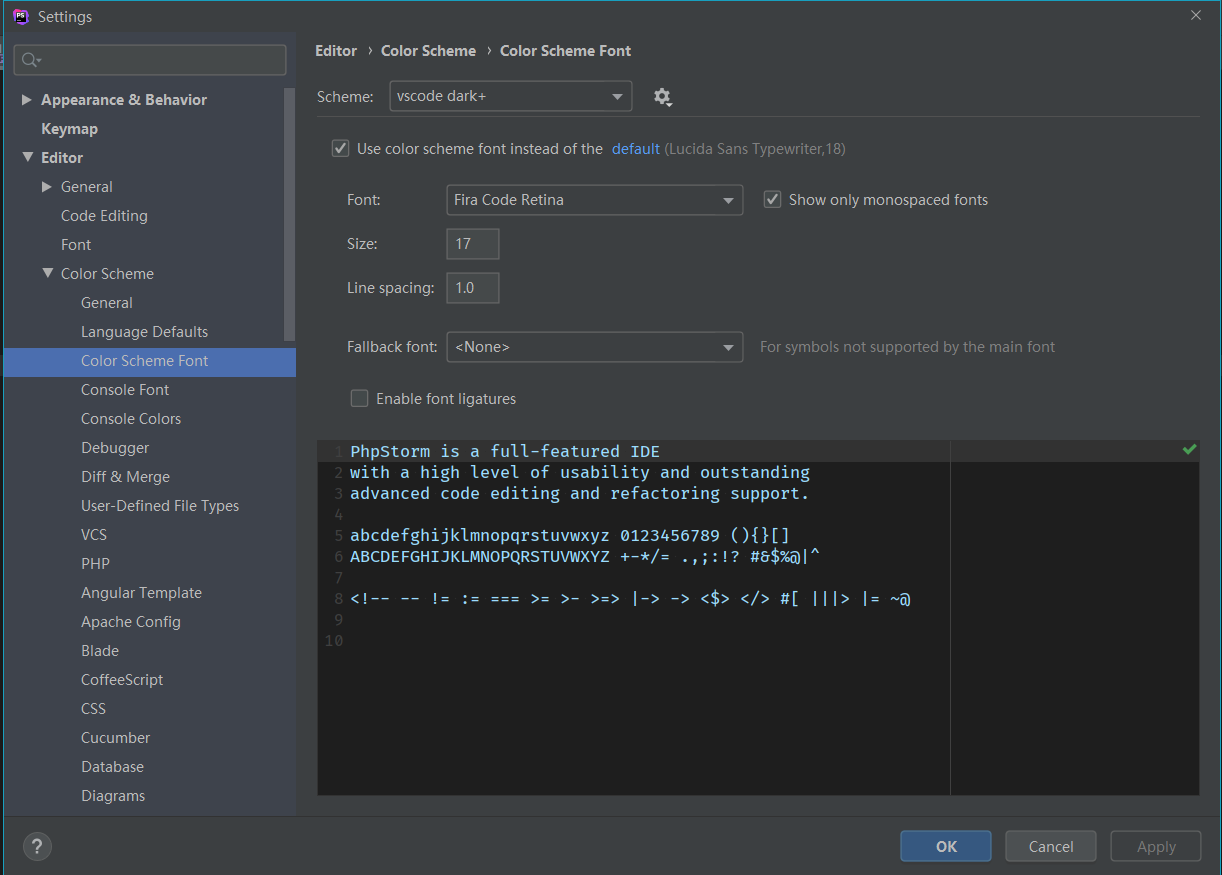 PS Settings
Editor › Color Scheme › Color Scheme Font
Appearance & Behavior
Keymap
Editor
General
Code Editing
Font
Color Scheme
General
Language Defaults
Color Scheme Font
Console Font
Console Colors
Debugger
Diff & Merge
User-Defined File Types
VCS
PHP
Angular Template
Apache Config
Blade
CoffeeScript
CSS
Cucumber
Database
Diagrams
Scheme: vscode dark+
Use color scheme font instead of the default (Lucida Sans Typewriter,18)
Font: Fira Code Retina Show only monospaced fonts
Size: 17
Line spacing: 1.0
Fallback font: <None> For symbols not supported by the main font
Enable font ligatures
1 PhpStorm is a full-featured IDE
2 with a high level of usability and outstanding
3 advanced code editing and refactoring support.
4
5 abcdefghijklmnopqrstuvwxyz 0123456789 (){}[]
6 ABCDEFGHIJKLMNOPQRSTUVWXYZ +-*/= .,;:!? #&$%@|^
7
8 <!-- -- != := === >= >- >=> |-> -> <$> </> #[ |||> |= ~@
9
10
? OK Cancel Apply